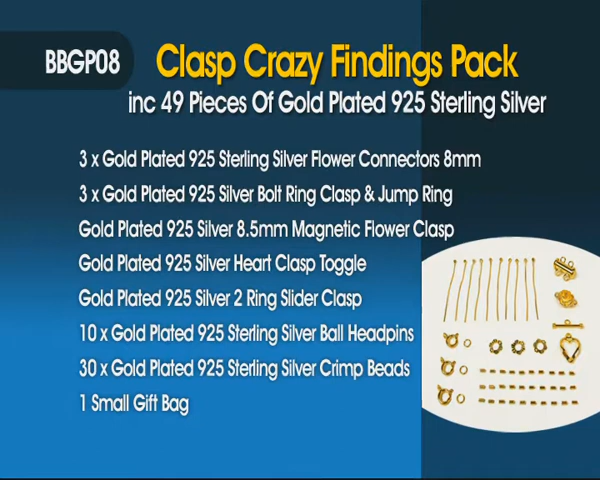 BBGP08
Clasp Crazy Findings Pack
inc 49 Pieces Of Gold Plated 925 Sterling Silver
3 x Gold Plated 925 Sterling Silver Flower Connectors 8mm
3 x Gold Plated 925 Silver Bolt Ring Clasp & Jump Ring
Gold Plated 925 Silver 8.5mm Magnetic Flower Clasp
Gold Plated 925 Silver Heart Clasp Toggle
Gold Plated 925 Silver 2 Ring Slider Clasp
10 x Gold Plated 925 Sterling Silver Ball Headpins
30 x Gold Plated 925 Sterling Silver Crimp Beads
1 Small Gift Bag